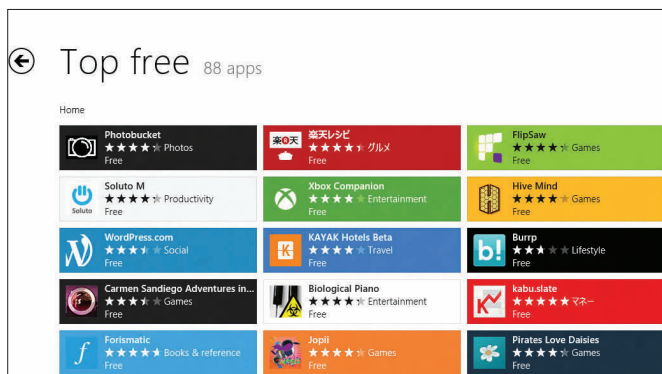 Top free 88 apps
Home
Photobucket
Photos
Free
楽天
楽天レシピ
グルメ
Free
FlipSaw
Games
Free
Soluto
Soluto M
Productivity
Free
Xbox Companion
Entertainment
Free
Hive Mind
Games
Free
W
WordPress.com
Social
Free
K
KAYAK Hotels Beta
Travel
Free
b!
Burrp
Lifestyle
Free
Carmen Sandiego Adventures in...
Games
Free
Biological Piano
Entertainment
Free
K
kabu.slate
マネー
Free
f
Forismatic
Books & reference
Free
Jopii
Games
Free
Pirates Love Daisies
Games
Free